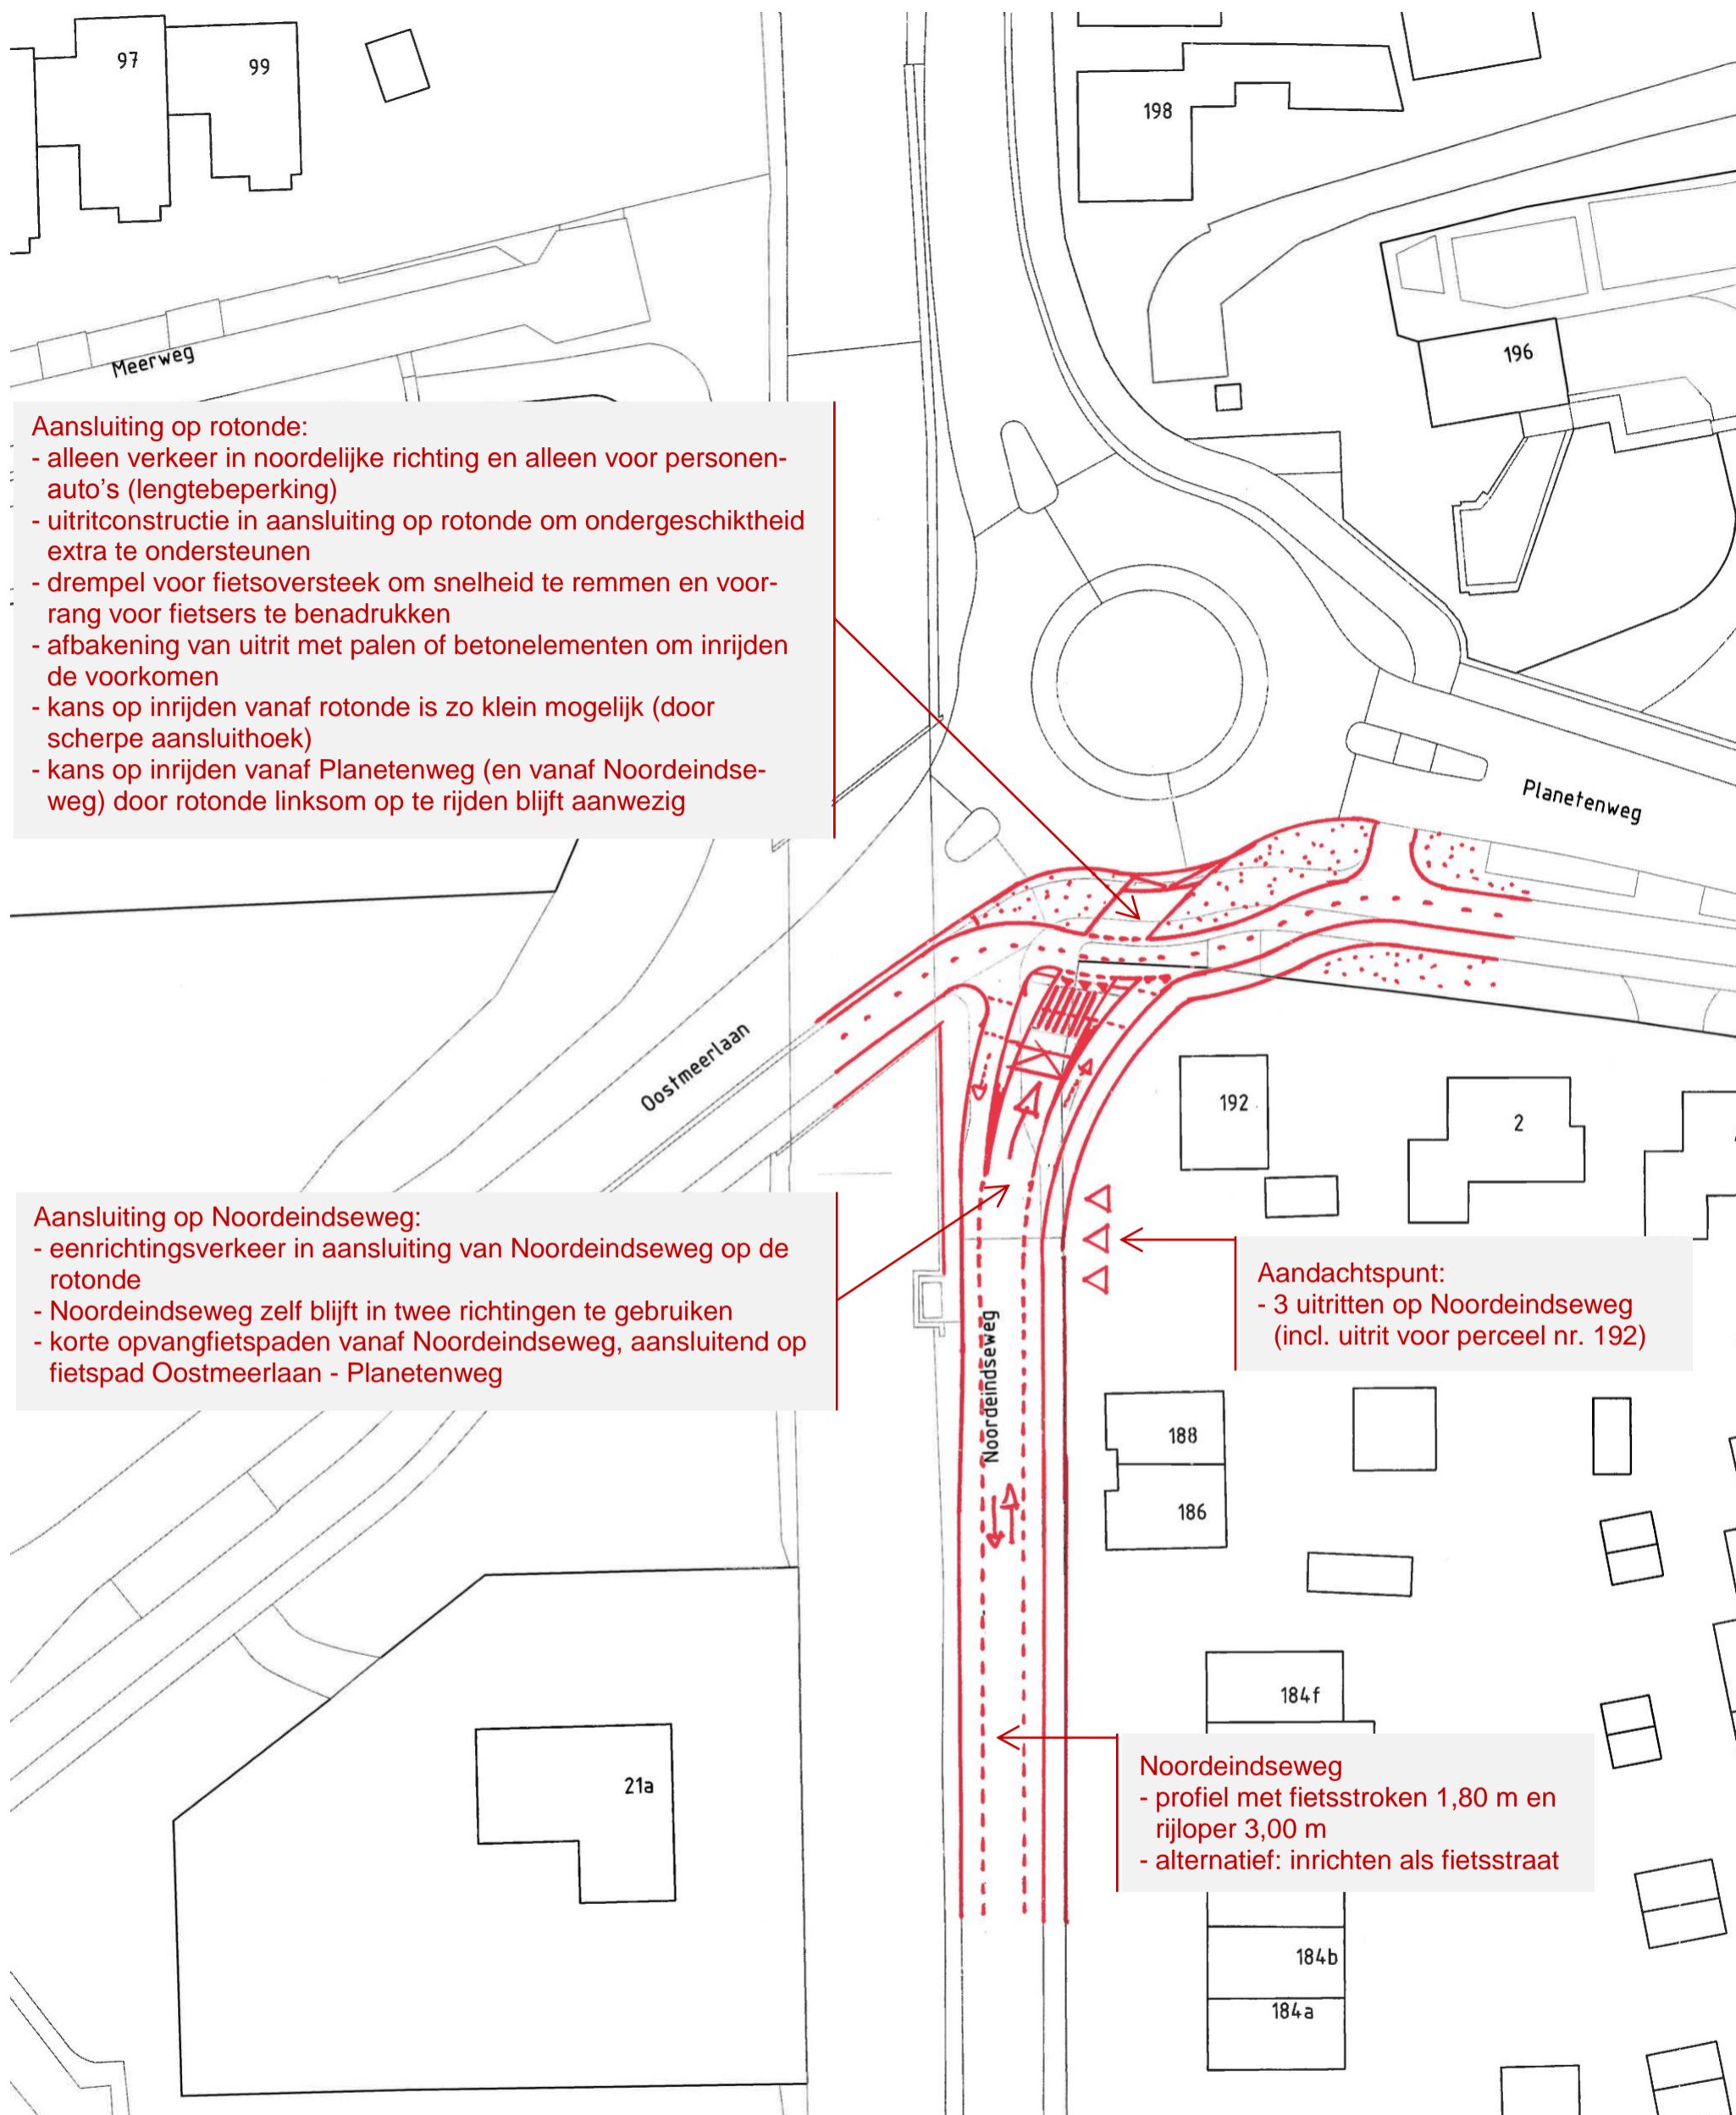 97
99
198
196
Meerweg
Aansluiting op rotonde:
- alleen verkeer in noordelijke richting en alleen voor personen-
auto's (lengtebeperking)
- uitritconstructie in aansluiting op rotonde om ondergeschiktheid
extra te ondersteunen
- drempel voor fietsoversteek om snelheid te remmen en voor-
rang voor fietsers te benadrukken
- afbakening van uitrit met palen of betonelementen om inrijden
de voorkomen
- kans op inrijden vanaf rotonde is zo klein mogelijk (door
scherpe aansluithoek)
- kans op inrijden vanaf Planetenweg (en vanaf Noordeindse-
weg) door rotonde linksom op te rijden blijft aanwezig
Planetenweg
Oostmeerlaan
192
2
Aansluiting op Noordeindseweg:
- eenrichtingsverkeer in aansluiting van Noordeindseweg op de
rotonde
- Noordeindseweg zelf blijft in twee richtingen te gebruiken
- korte opvangfietspaden vanaf Noordeindseweg, aansluitend op
fietspad Oostmeerlaan - Planetenweg
Aandachtspunt:
- 3 uitritten op Noordeindseweg
(incl. uitrit voor perceel nr. 192)
Noordeindseweg
188
186
184f
21a
Noordeindseweg
- profiel met fietsstroken 1,80 m en
rijloper 3,00 m
- alternatief: inrichten als fietsstraat
184b
184a